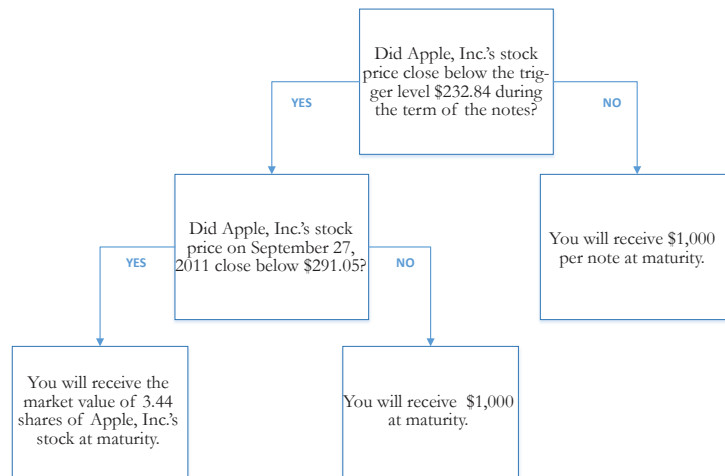 Did Apple, Inc.'s stock
price close below the trig-
ger level $232.84 during
the term of the notes?
YES
NO
Did Apple, Inc.'s stock
price on September 27,
2011 close below $291.05?
You will receive $1,000
per note at maturity.
YES
NO
You will receive the
market value of 3.44
shares of Apple, Inc.'s
stock at maturity.
You will receive $1,000
at maturity.